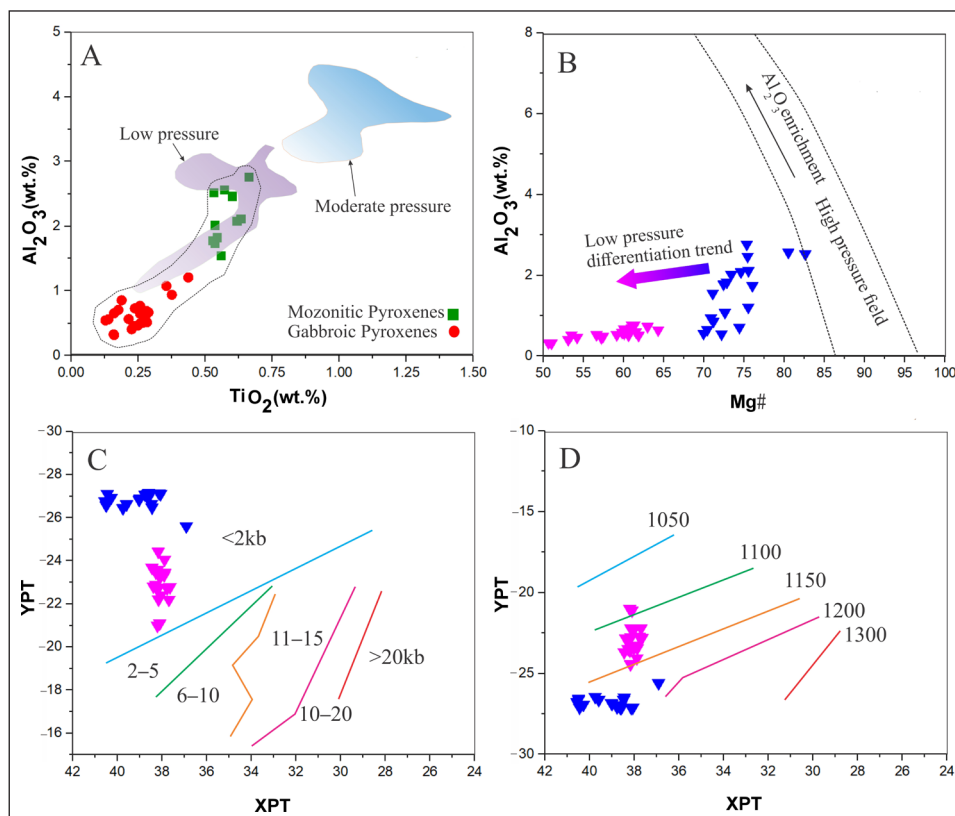 A
Al2O3(wt.%)
5
4
3
2
1
0
Low pressure
Moderate pressure
Mozonitic Pyroxenes
Gabbroic Pyroxenes
0.00
0.25
0.50
0.75
1.00
1.25
1.50
TiO2(wt.%)
B
Al2O3(wt.%)
8
6
4
2
0
Low pressure
differentiation trend
Al2O3 enrichment
High pressure field
50 55 60 65 70 75 80 85 90 95 100
Mg#
C
YPT
-30
-28
-26
-24
-22
-20
-18
-16
<2kb
2–5
6–10
11–15
10–20
>20kb
42 40 38 36 34 32 30 28 26 24
XPT
D
YPT
-10
-15
-20
-25
-30
1050
1100
1150
1200
1300
42 40 38 36 34 32 30 28 26 24
XPT